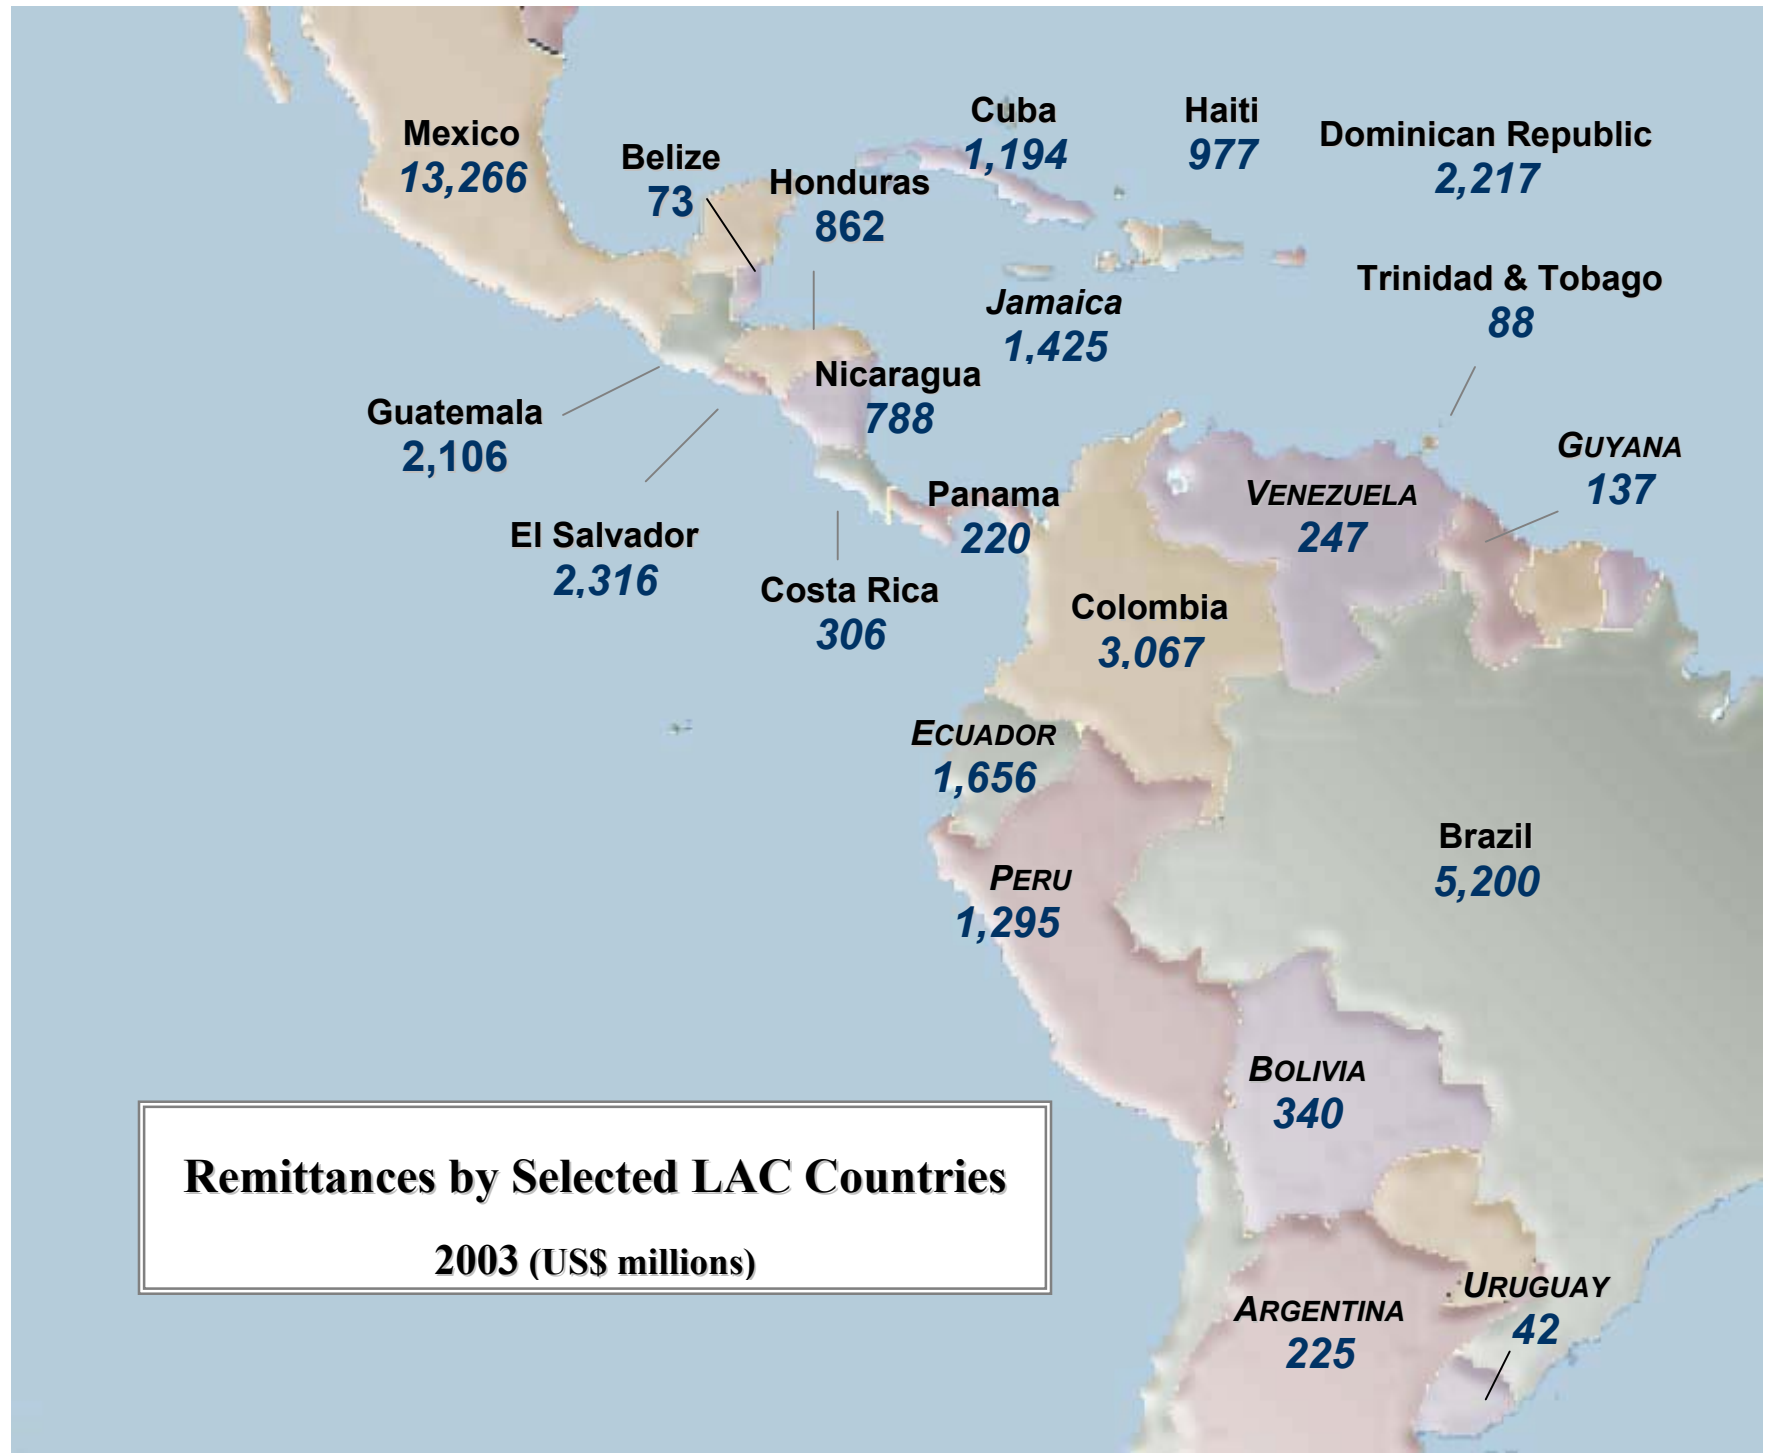 Mexico
13,266
Belize
73
Honduras
862
Cuba
1,194
Haiti
977
Dominican Republic
2,217
Jamaica
1,425
Trinidad & Tobago
88
Guatemala
2,106
Nicaragua
788
El Salvador
2,316
Costa Rica
306
Panama
220
VENEZUELA
247
GUYANA
137
Colombia
3,067
ECUADOR
1,656
PERU
1,295
Brazil
5,200
BOLIVIA
340
ARGENTINA
225
URUGUAY
42
Remittances by Selected LAC Countries
2003 (US$ millions)